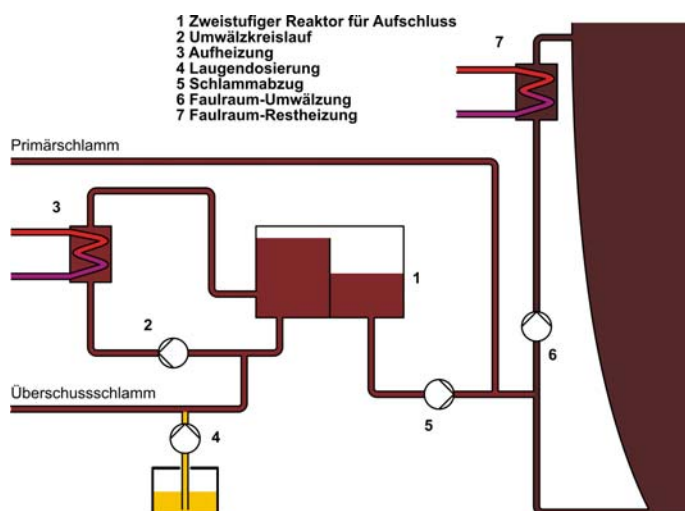 1 Zweistufiger Reaktor für Aufschluss
2 Umwälzkreislauf
3 Aufheizung
4 Laugendosierung
5 Schlammabzug
6 Faulraum-Umwälzung
7 Faulraum-Restheizung
7
Primärschlamm
3
1
2
6
Überschussschlamm
5
4